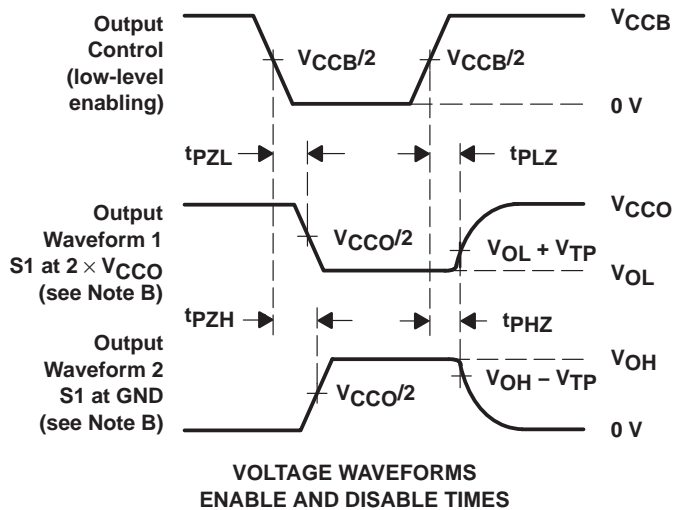 Output
Control
(low-level
enabling)
VCCB/2
VCCB/2
VCCB
0 V
tPZL
tPLZ
Output
Waveform 1
S1 at 2 × VCCO
(see Note B)
VCCO/2
VCCO
VOL + VTP
VOL
tPZH
tPHZ
Output
Waveform 2
S1 at GND
(see Note B)
VCCO/2
VOH
VOH − VTP
0 V
VOLTAGE WAVEFORMS
ENABLE AND DISABLE TIMES